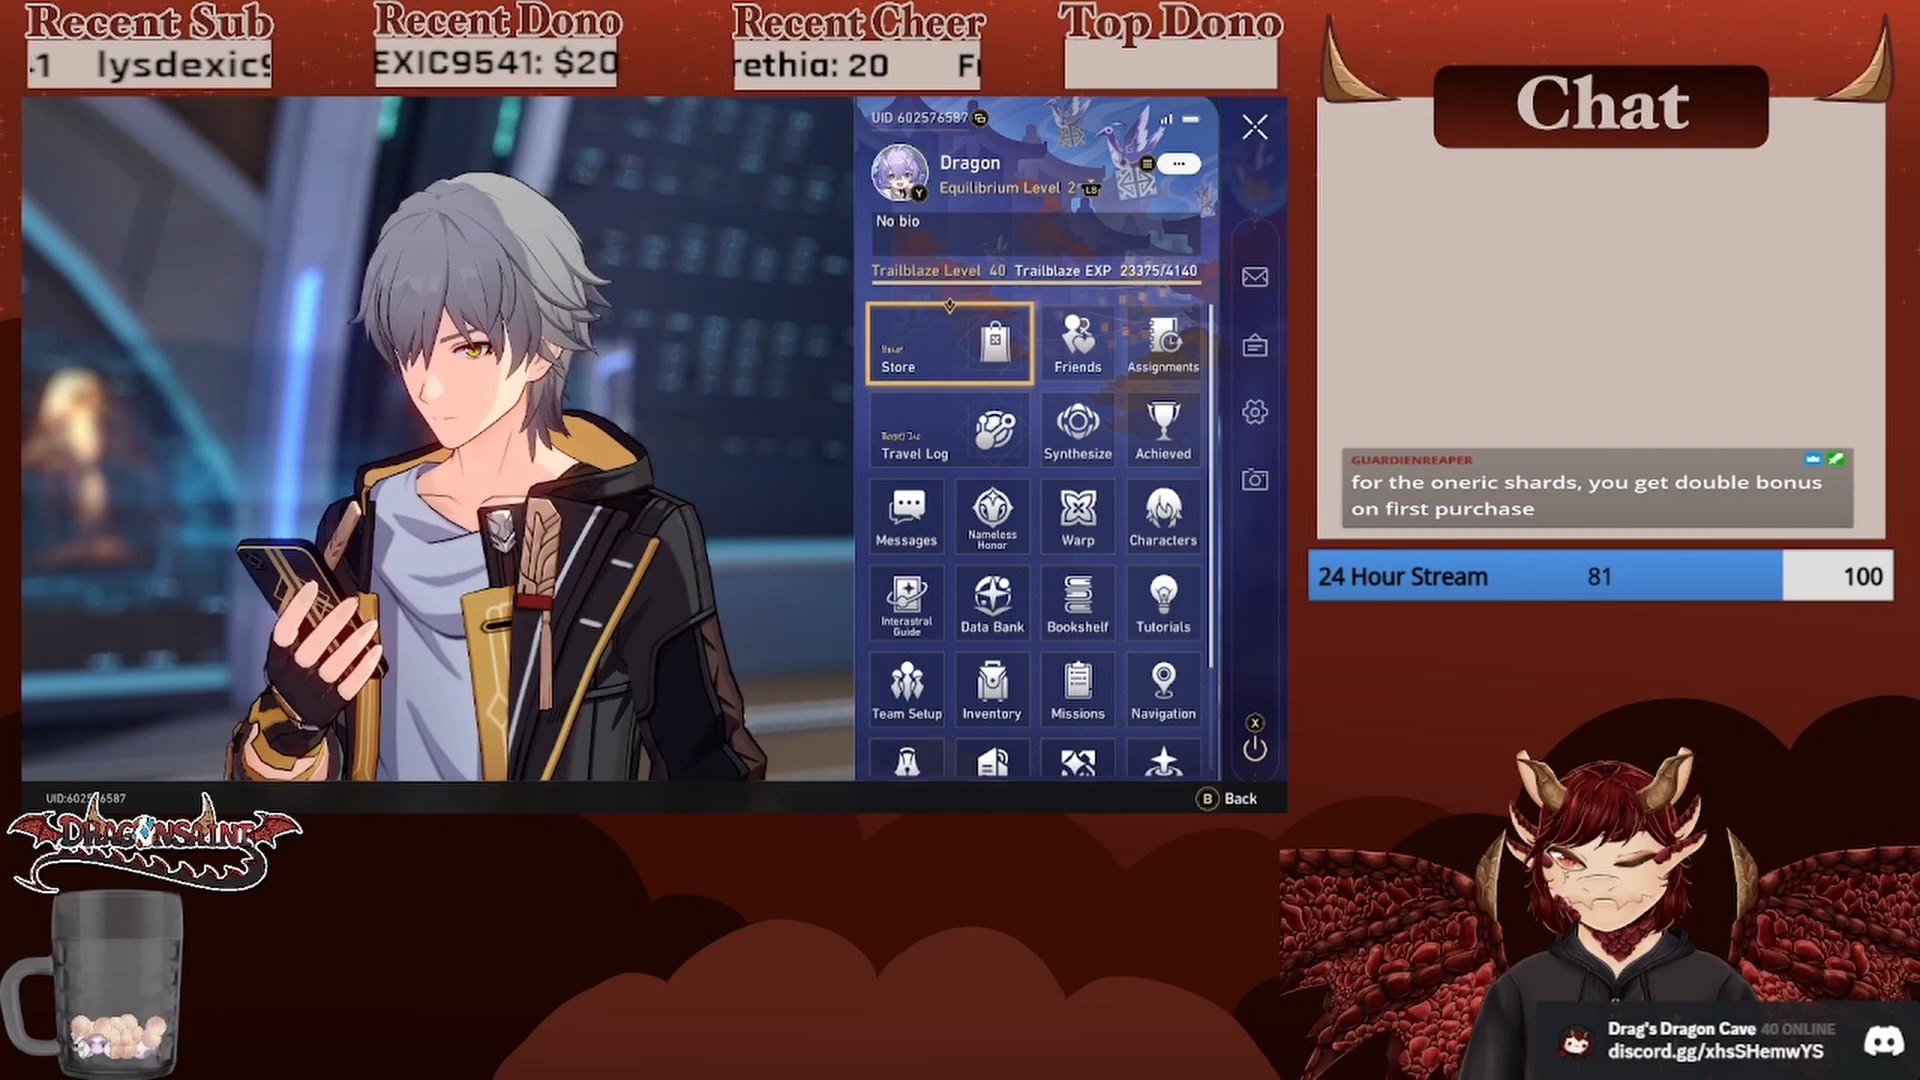 Recent Sub
Recent Dono
Recent Cheer
Top Dono
lysdexic9
EXIC9541: $20
rethia: 20
Chat
UID 602576587
Dragon
Equilibrium Level 2
LB
No bio
Trailblaze Level 40 Trailblaze EXP 23375/4140
Store
Friends
Assignments
Travel Log
Synthesize
Achieved
Messages
Nameless
Honor
Warp
Characters
Interastral
Guide
Data Bank
Bookshelf
Tutorials
Team Setup
Inventory
Missions
Navigation
X
Y
B Back
GUARDIENREAPER
for the oneric shards, you get double bonus
on first purchase
24 Hour Stream 81 100
DRAGONSAINT
Drag's Dragon Cave 40 ONLINE
discord.gg/xhsSHemwYS